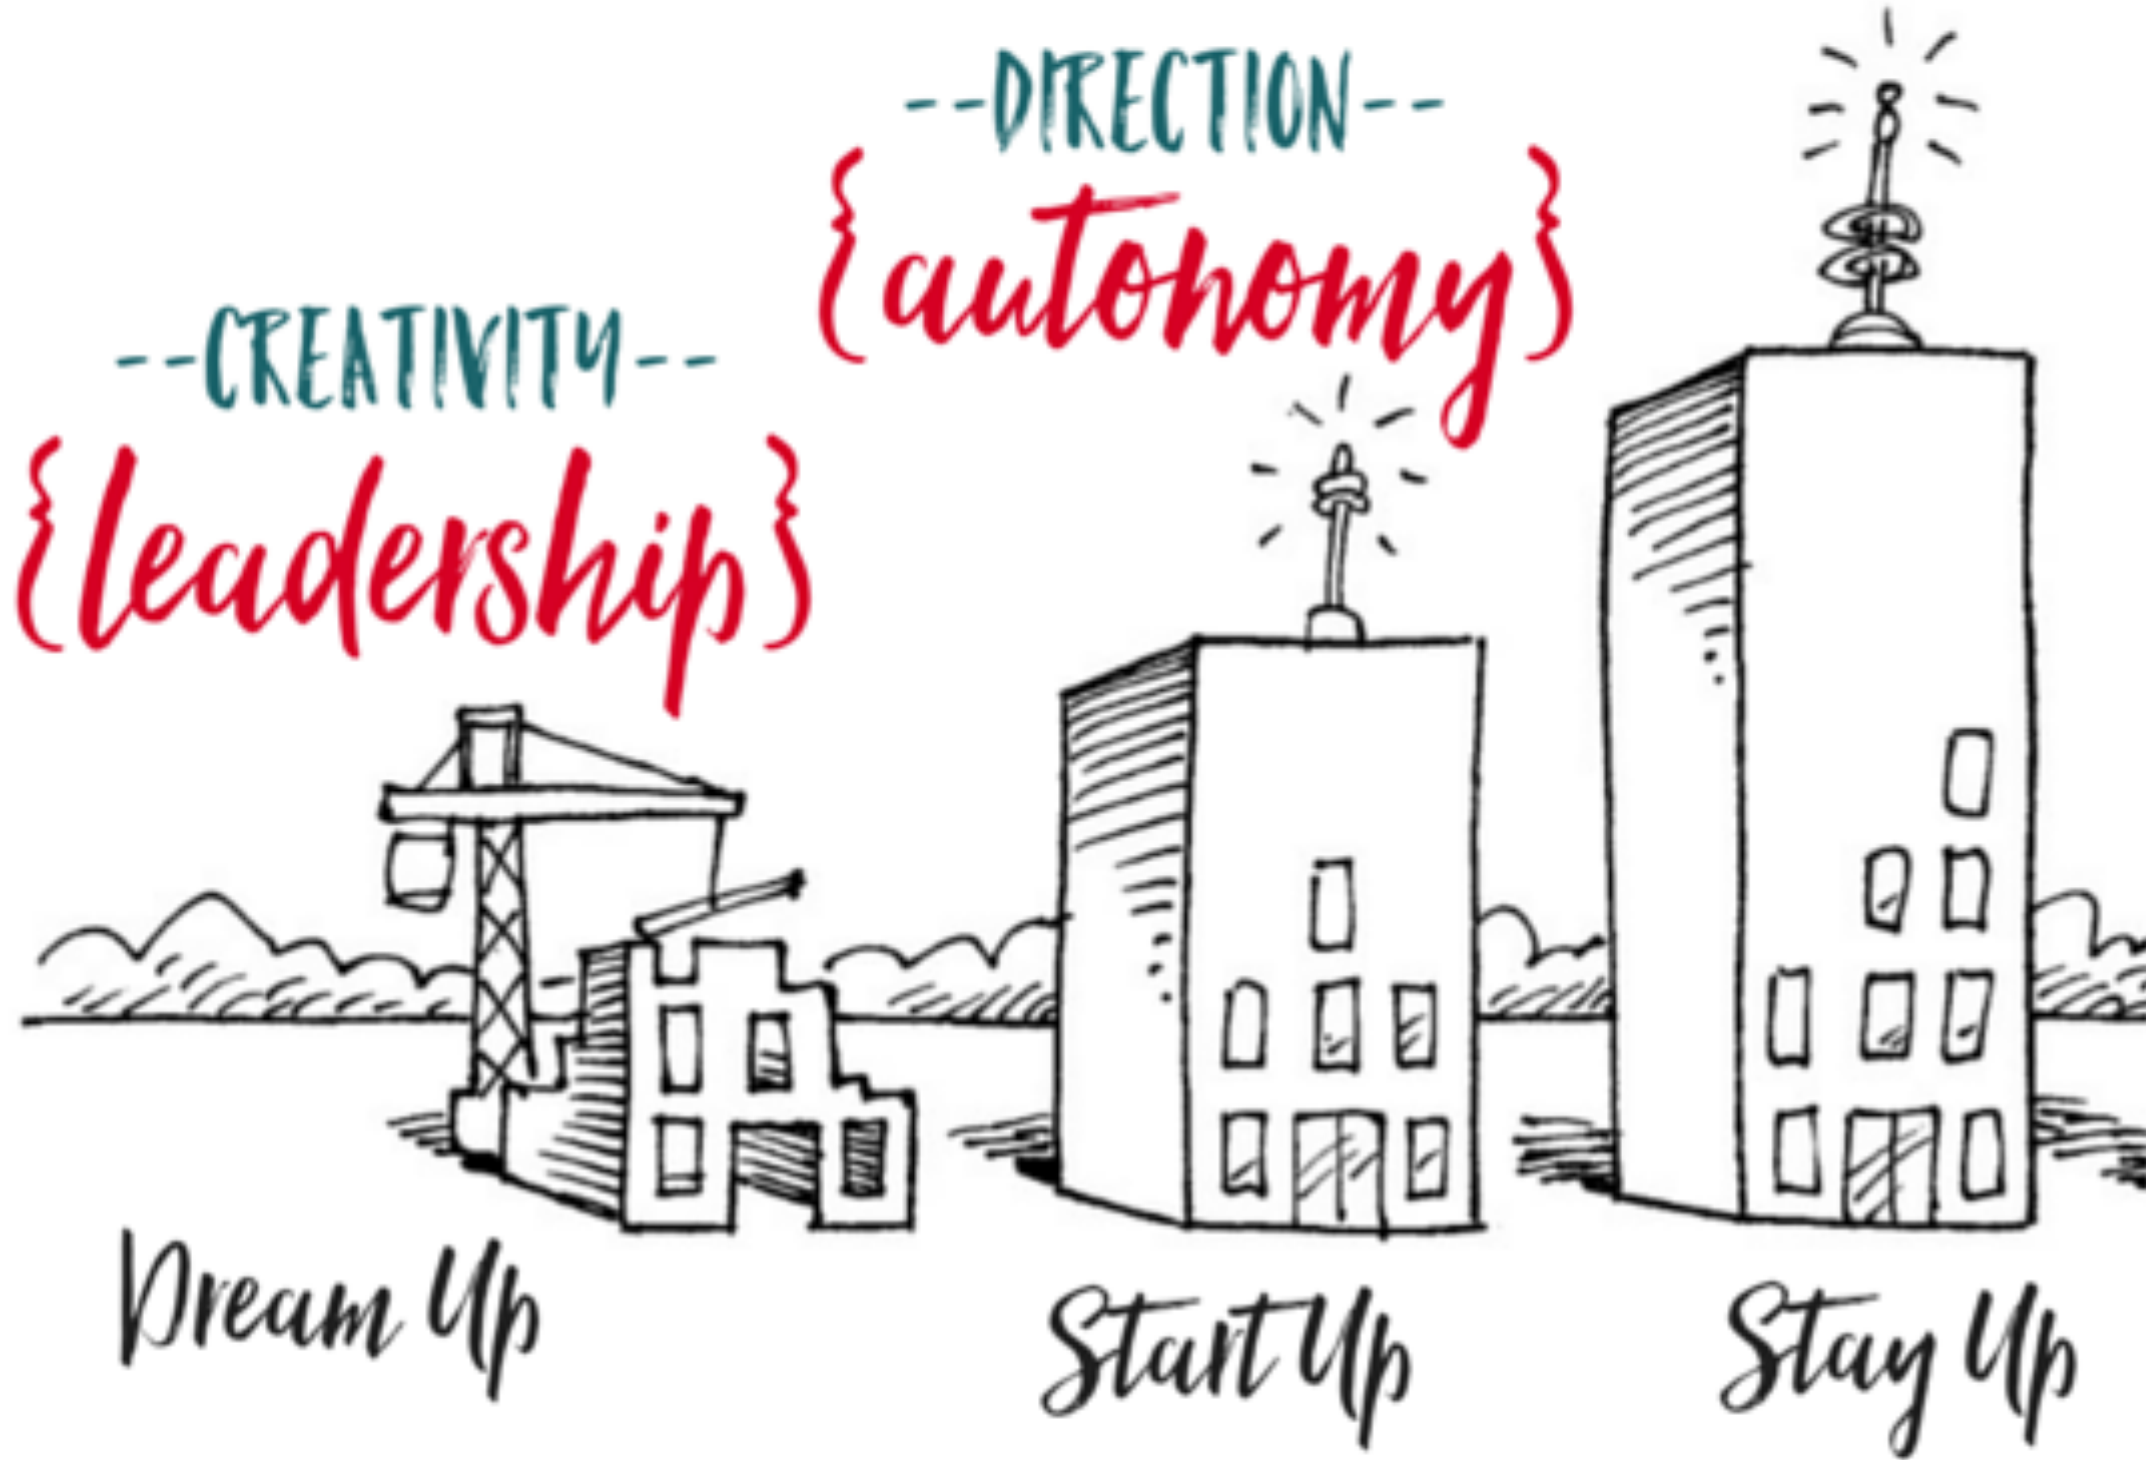 --DIRECTION--
{autonomy}
--CREATIVITY--
{leadership}
Dream Up
Start Up
Stay Up